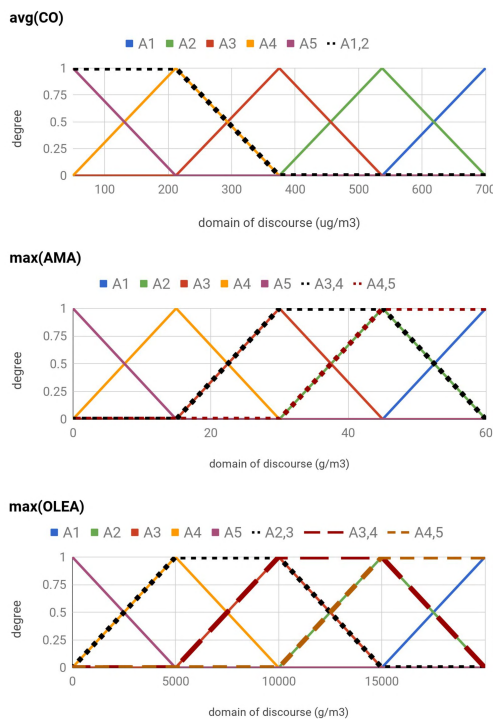 avg(CO)
A1 A2 A3 A4 A5 A1,2
1
0.75
0.5
0.25
0
degree
100 200 300 400 500 600 700
domain of discourse (ug/m3)
max(AMA)
A1 A2 A3 A4 A5 A3,4 A4,5
1
0.75
0.5
0.25
0
degree
0 20 40 60
domain of discourse (g/m3)
max(OLEA)
A1 A2 A3 A4 A5 A2,3 A3,4 A4,5
1
0.75
0.5
0.25
0
degree
0 5000 10000 15000
domain of discourse (g/m3)